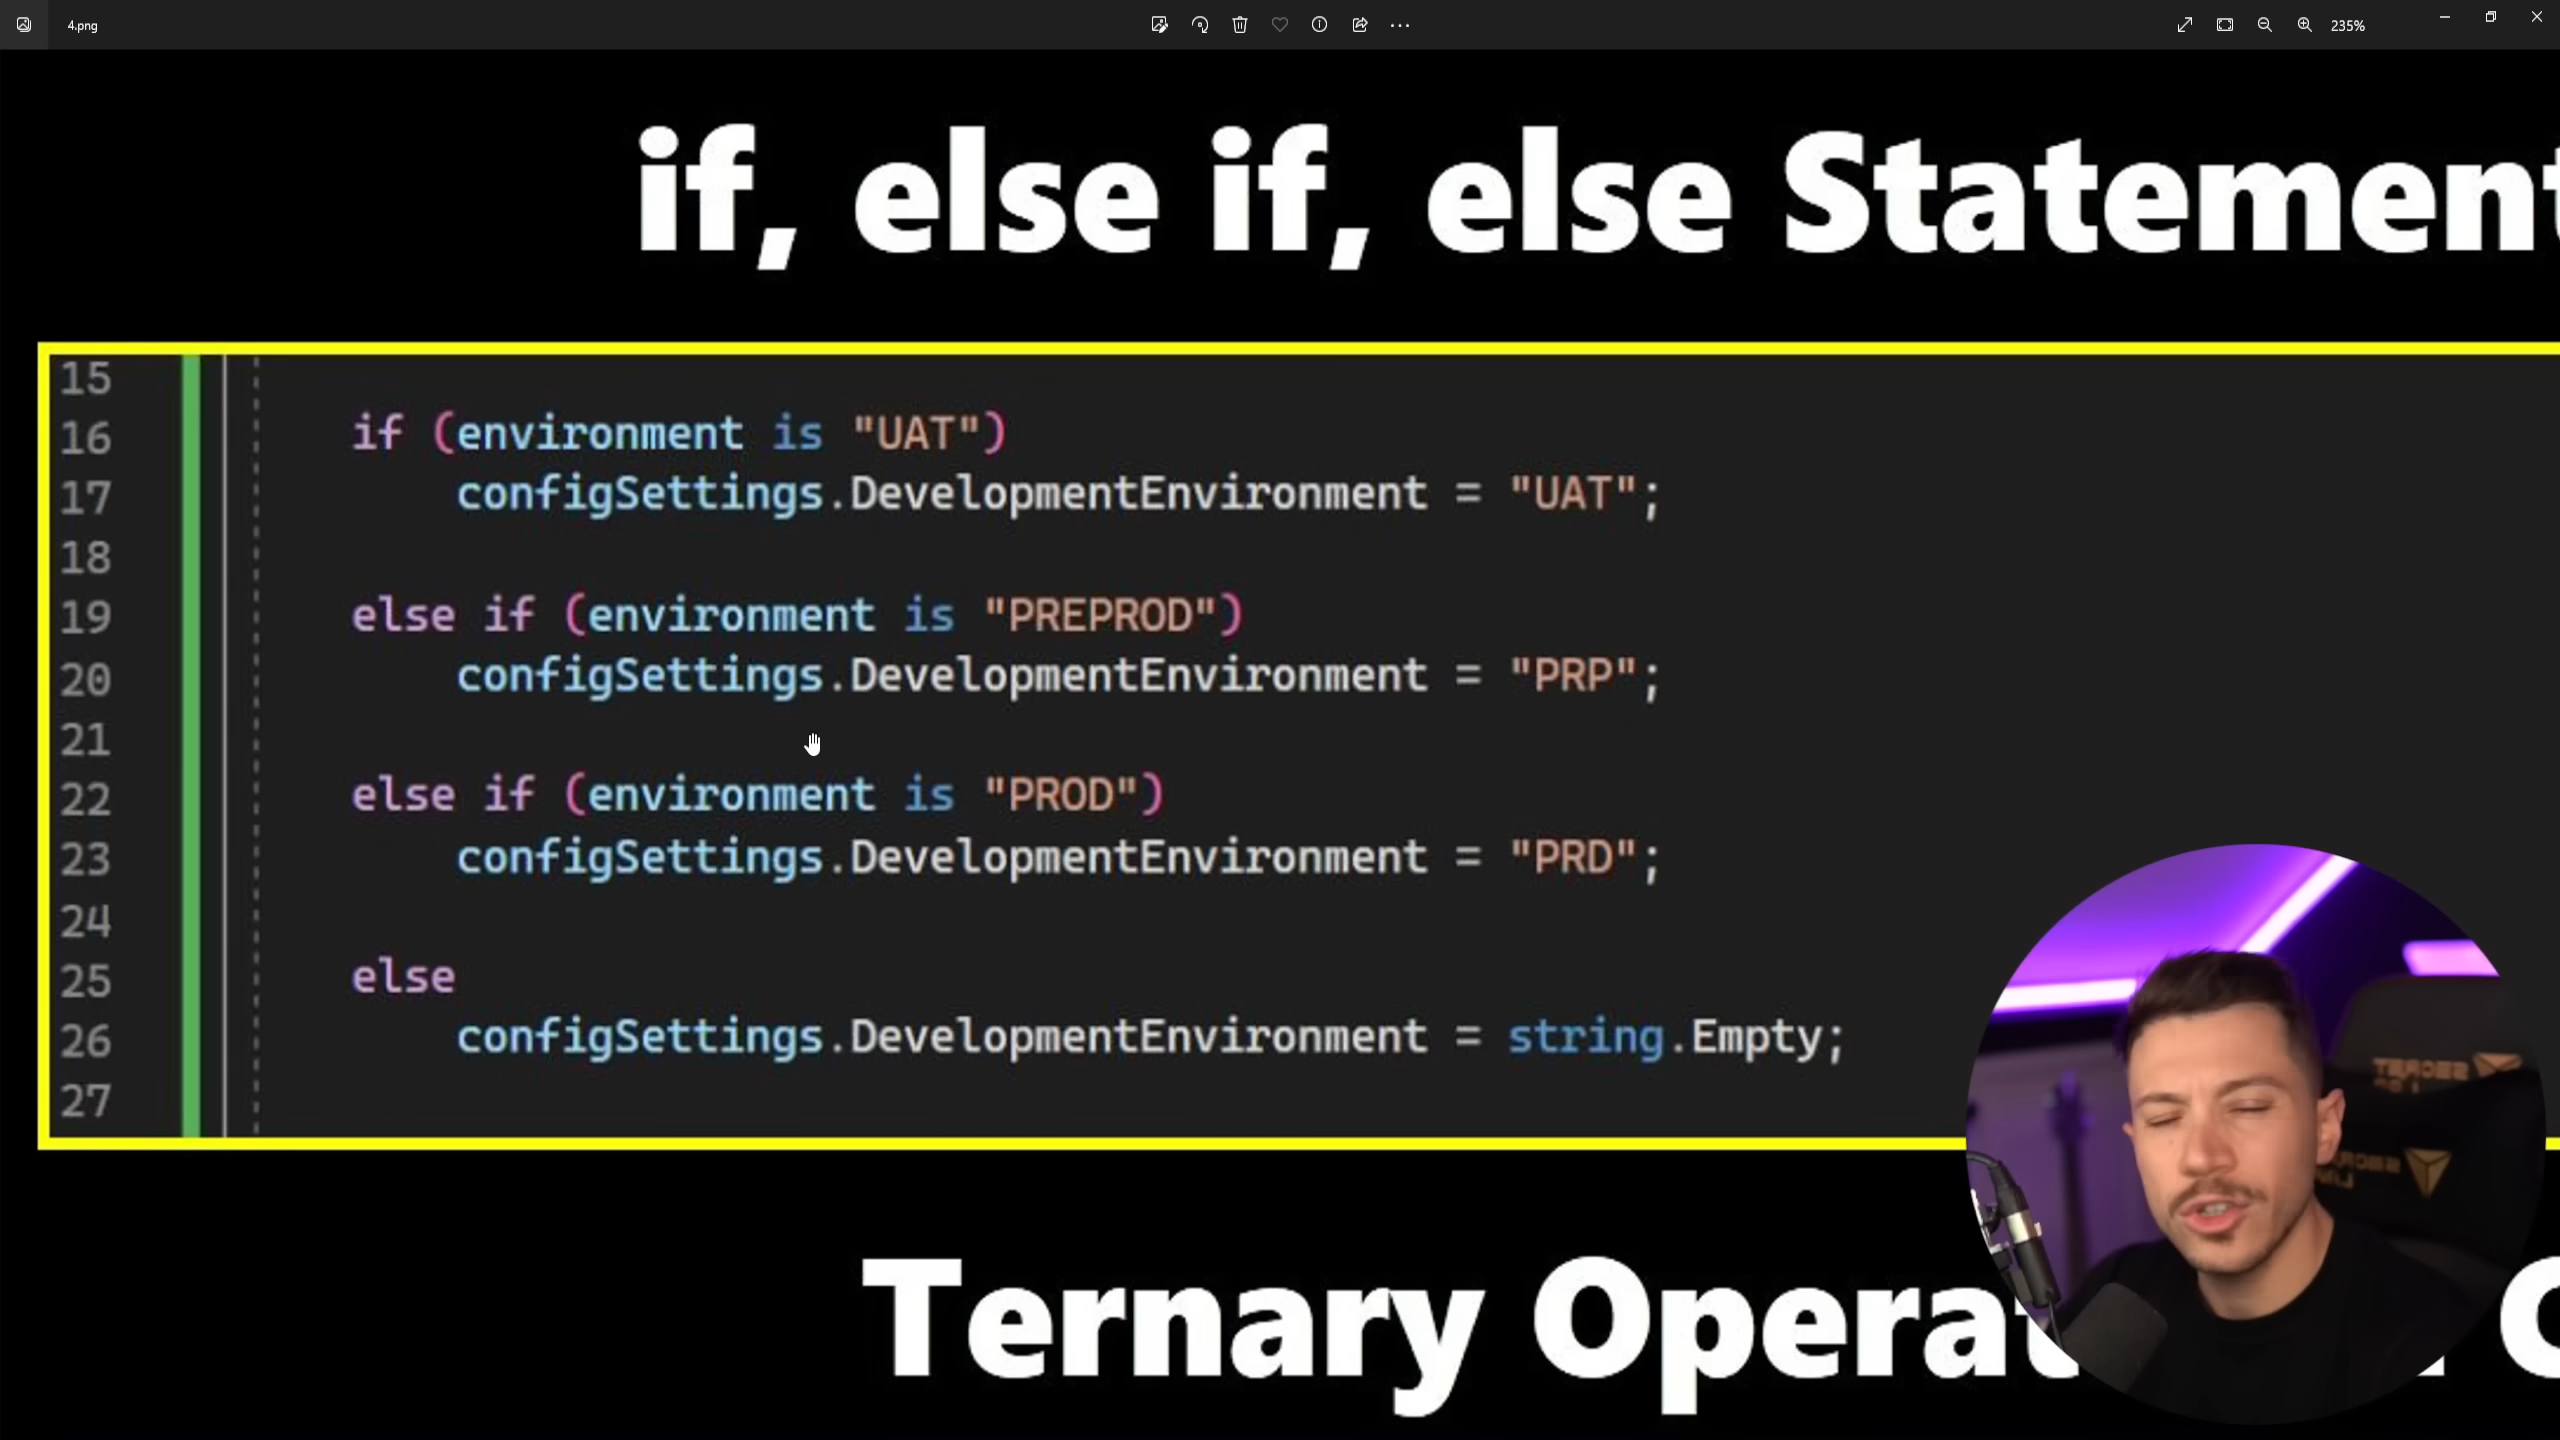 4.png
235%
if, else if, else Statement
15
16 if (environment is "UAT")
17 configSettings.DevelopmentEnvironment = "UAT";
18
19 else if (environment is "PREPROD")
20 configSettings.DevelopmentEnvironment = "PRP";
21
22 else if (environment is "PROD")
23 configSettings.DevelopmentEnvironment = "PRD";
24
25 else
26 configSettings.DevelopmentEnvironment = string.Empty;
27
Ternary Operat